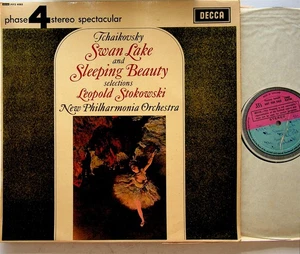 phase 4 stereo spectacular
DECCA
Tchaikovsky
Swan Lake
and
Sleeping Beauty
selections
Leopold Stokowski
New Philharmonia Orchestra